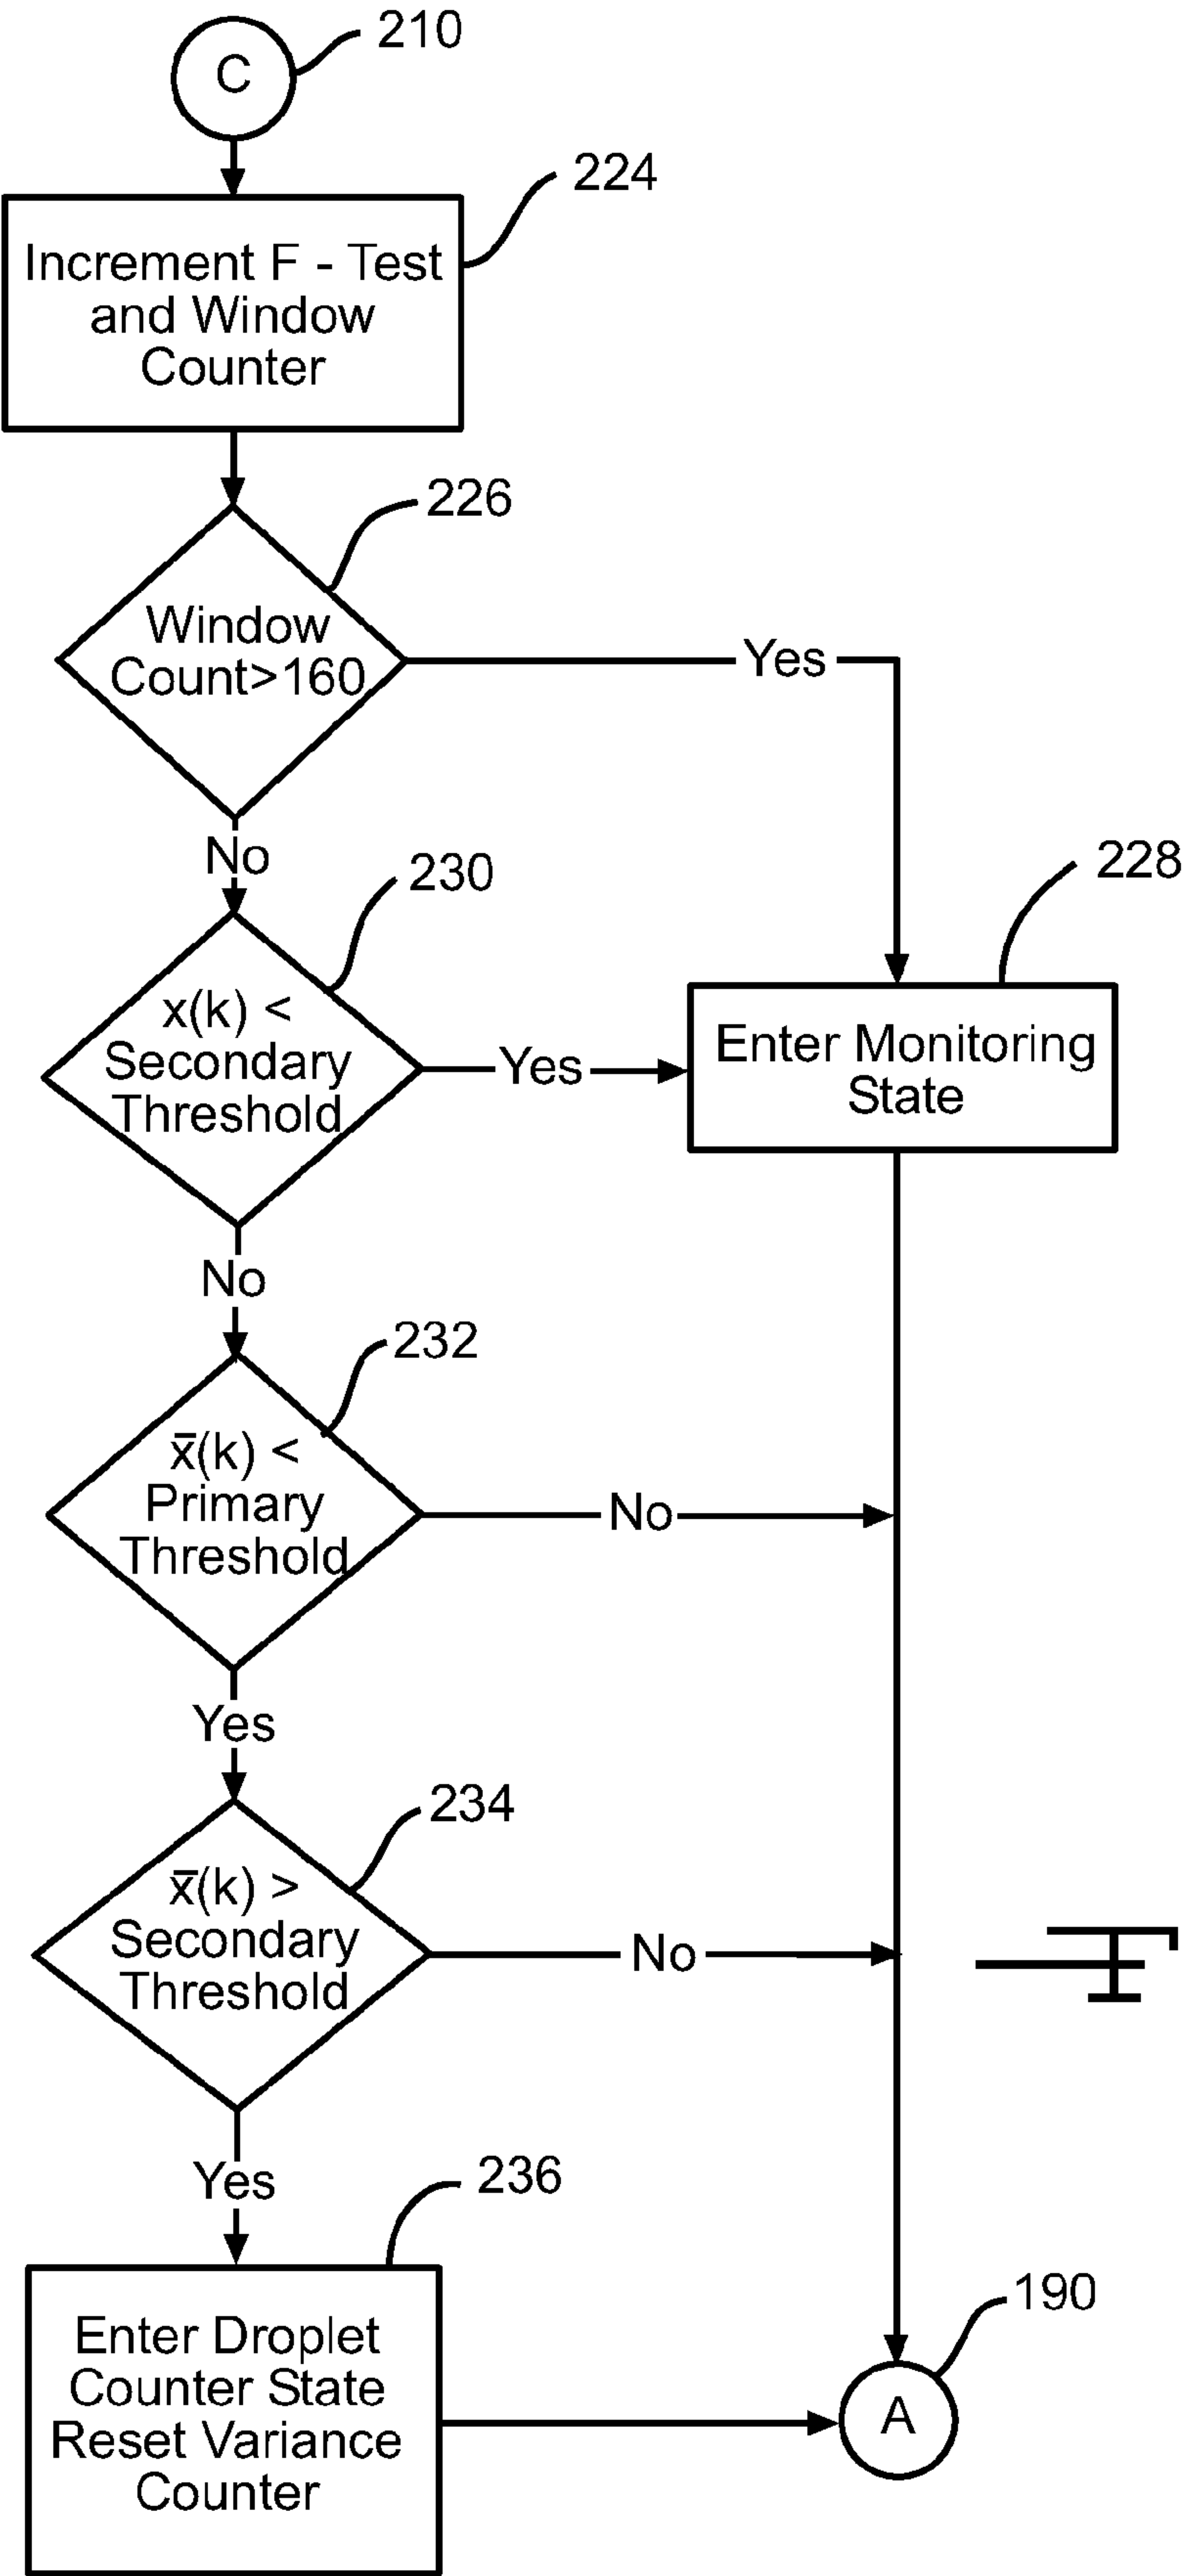 C
210
224
Increment F - Test
and Window
Counter
226
Window
Count>160
Yes
No
230
228
x(k) <
Secondary
Threshold
Yes
Enter Monitoring
State
No
232
x̄(k) <
Primary
Threshold
No
Yes
234
x̄(k) >
Secondary
Threshold
No
Yes
236
190
Enter Droplet
Counter State
Reset Variance
Counter
A